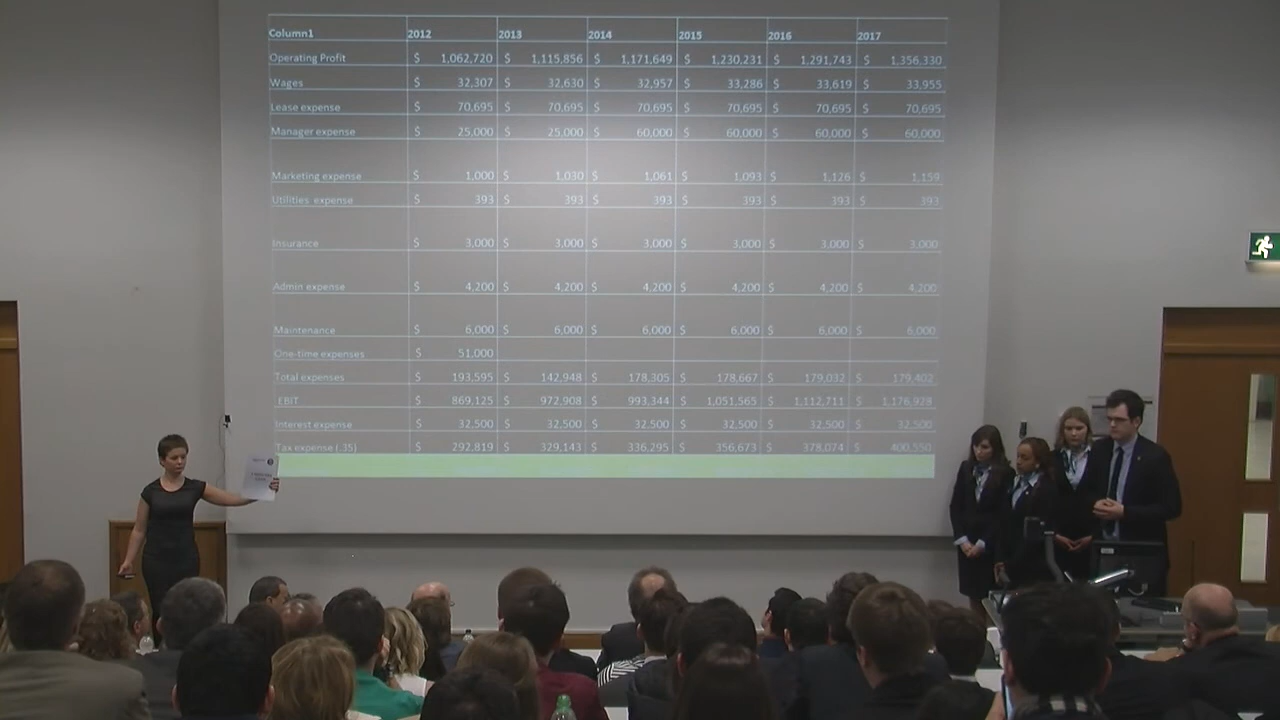 Column1 2012 2013 2014 2015 2016 2017
Operating Profit $ 1,062,720 $ 1,115,856 $ 1,171,649 $ 1,230,231 $ 1,291,743 $ 1,356,330
Wages $ 32,307 $ 32,630 $ 32,957 $ 33,286 $ 33,619 $ 33,955
Lease expense $ 70,695 $ 70,695 $ 70,695 $ 70,695 $ 70,695 $ 70,695
Manager expense $ 25,000 $ 25,000 $ 60,000 $ 60,000 $ 60,000 $ 60,000
Marketing expense $ 1,000 $ 1,030 $ 1,061 $ 1,093 $ 1,126 $ 1,159
Utilities expense $ 393 $ 393 $ 393 $ 393 $ 393 $ 393
Insurance $ 3,000 $ 3,000 $ 3,000 $ 3,000 $ 3,000 $ 3,000
Admin expense $ 4,200 $ 4,200 $ 4,200 $ 4,200 $ 4,200 $ 4,200
Maintenance $ 6,000 $ 6,000 $ 6,000 $ 6,000 $ 6,000 $ 6,000
One-time expenses $ 51,000
Total expenses $ 193,595 $ 142,948 $ 178,305 $ 178,667 $ 179,032 $ 179,402
EBIT $ 869,125 $ 972,908 $ 993,344 $ 1,051,565 $ 1,112,711 $ 1,176,928
Interest expense $ 32,500 $ 32,500 $ 32,500 $ 32,500 $ 32,500 $ 32,500
Tax expense (.35) $ 292,819 $ 329,143 $ 336,295 $ 356,673 $ 378,074 $ 400,550